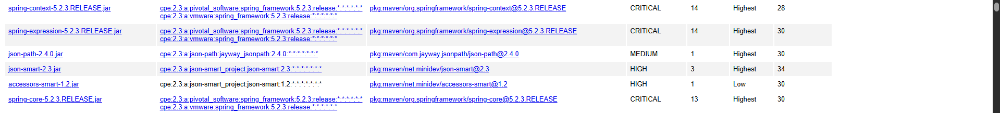 spring-context-5.2.3.RELEASE.jar cpe:2.3:a:pivotal_software:spring_framework:5.2.3:release:*:*:*:*:*:* pkg:maven/org.springframework/spring-context@5.2.3.RELEASE CRITICAL 14 Highest 28
cpe:2.3:a:vmware:spring_framework:5.2.3:release:*:*:*:*:*:*
spring-expression-5.2.3.RELEASE.jar cpe:2.3:a:pivotal_software:spring_framework:5.2.3:release:*:*:*:*:*:* pkg:maven/org.springframework/spring-expression@5.2.3.RELEASE CRITICAL 14 Highest 30
cpe:2.3:a:vmware:spring_framework:5.2.3:release:*:*:*:*:*:*
json-path-2.4.0.jar cpe:2.3:a:json-path:jayway_jsonpath:2.4.0:*:*:*:*:*:*:* pkg:maven/com.jayway.jsonpath/json-path@2.4.0 MEDIUM 1 Highest 30
json-smart-2.3.jar cpe:2.3:a:json-smart_project:json-smart:2.3:*:*:*:*:*:*:* pkg:maven/net.minidev/json-smart@2.3 HIGH 3 Highest 34
accessors-smart-1.2.jar cpe:2.3:a:json-smart_project:json-smart:1.2:*:*:*:*:*:*:* pkg:maven/net.minidev/accessors-smart@1.2 HIGH 1 Low 30
spring-core-5.2.3.RELEASE.jar cpe:2.3:a:pivotal_software:spring_framework:5.2.3:release:*:*:*:*:*:* pkg:maven/org.springframework/spring-core@5.2.3.RELEASE CRITICAL 13 Highest 30
cpe:2.3:a:vmware:spring_framework:5.2.3:release:*:*:*:*:*:*